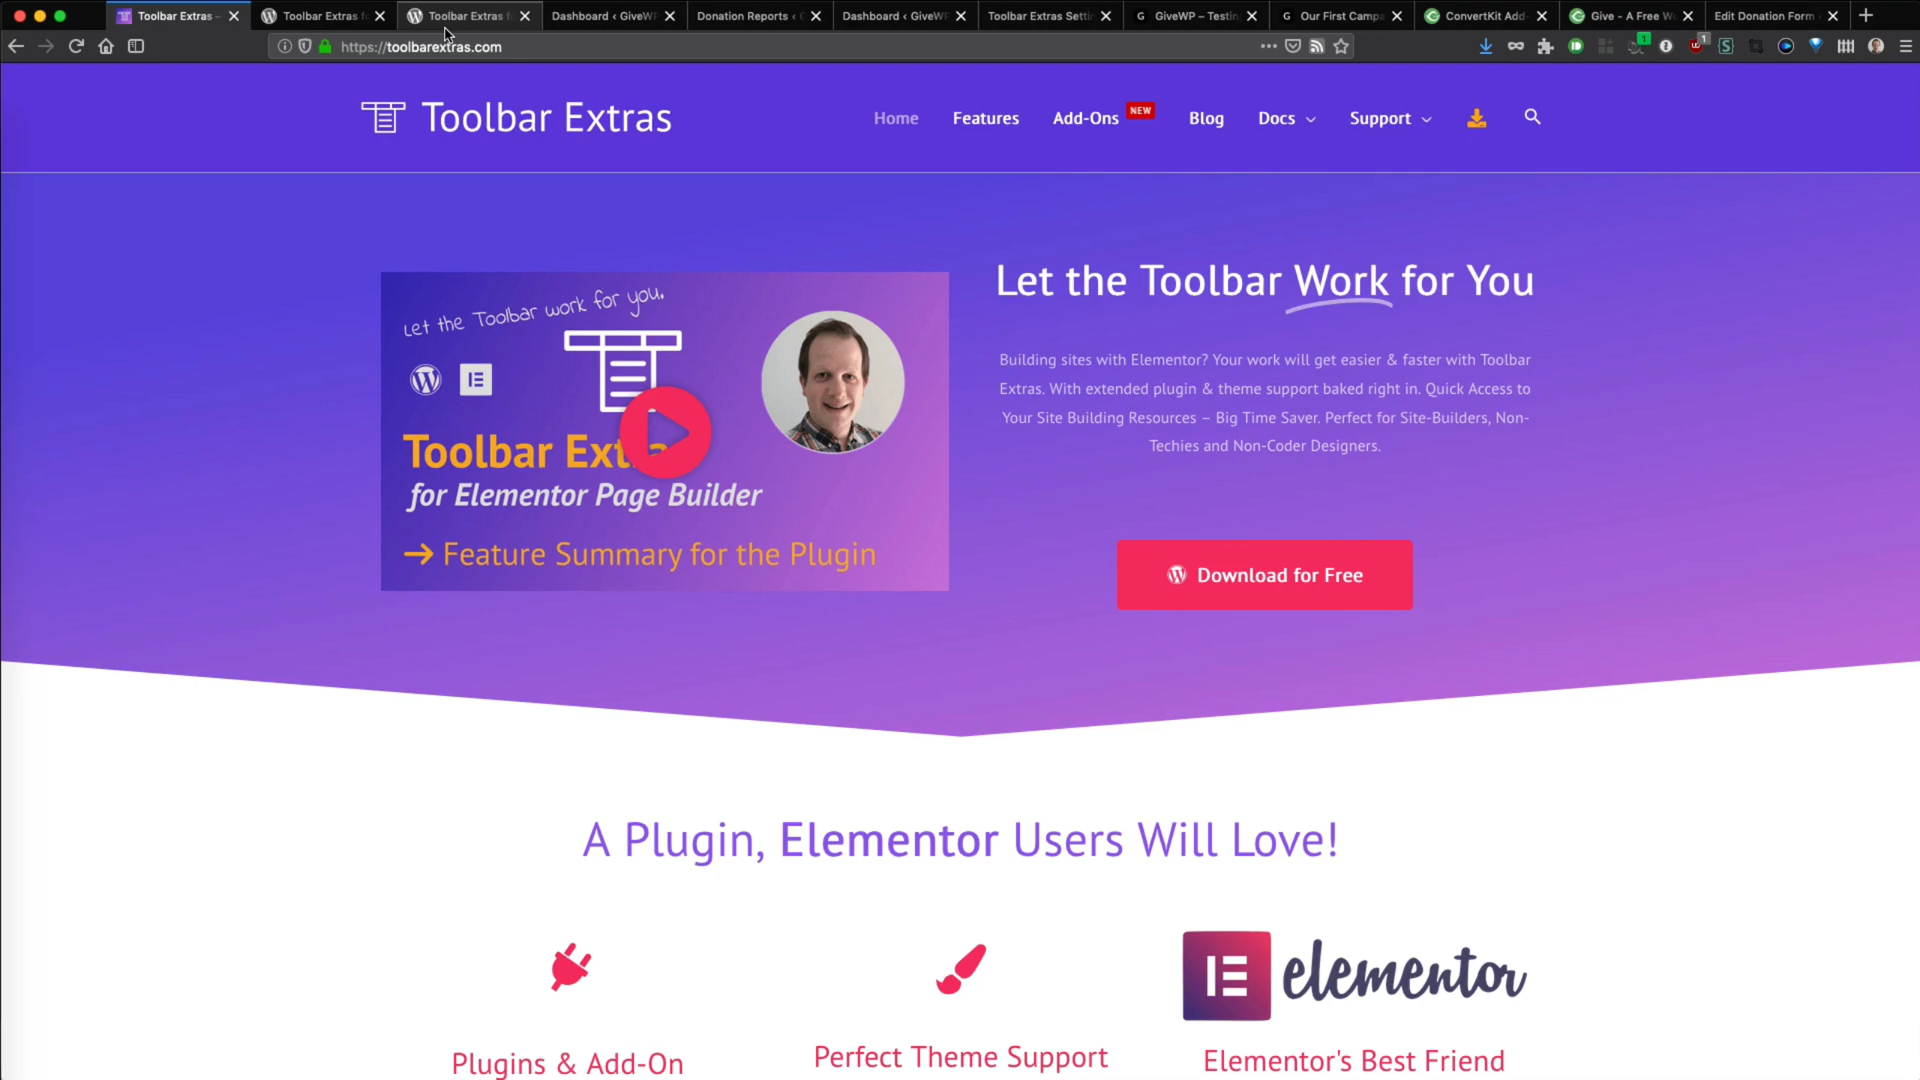 Toolbar Extras –
Toolbar Extras f
Toolbar Extras f
Dashboard ‹ GiveWP
Donation Reports ‹
Dashboard ‹ GiveWP
Toolbar Extras Setti
GiveWP – Testin
Our First Campa
ConvertKit Add-
Give - A Free W
Edit Donation Form
https://toolbarextras.com
Toolbar Extras
Home
Features
Add-Ons
NEW
Blog
Docs
Support
Let the Toolbar work for you.
Toolbar Extra
for Elementor Page Builder
→ Feature Summary for the Plugin
Let the Toolbar Work for You
Building sites with Elementor? Your work will get easier & faster with Toolbar
Extras. With extended plugin & theme support baked right in. Quick Access to
Your Site Building Resources – Big Time Saver. Perfect for Site-Builders, Non-
Techies and Non-Coder Designers.
Download for Free
A Plugin, Elementor Users Will Love!
elementor
Plugins & Add-On
Perfect Theme Support
Elementor's Best Friend